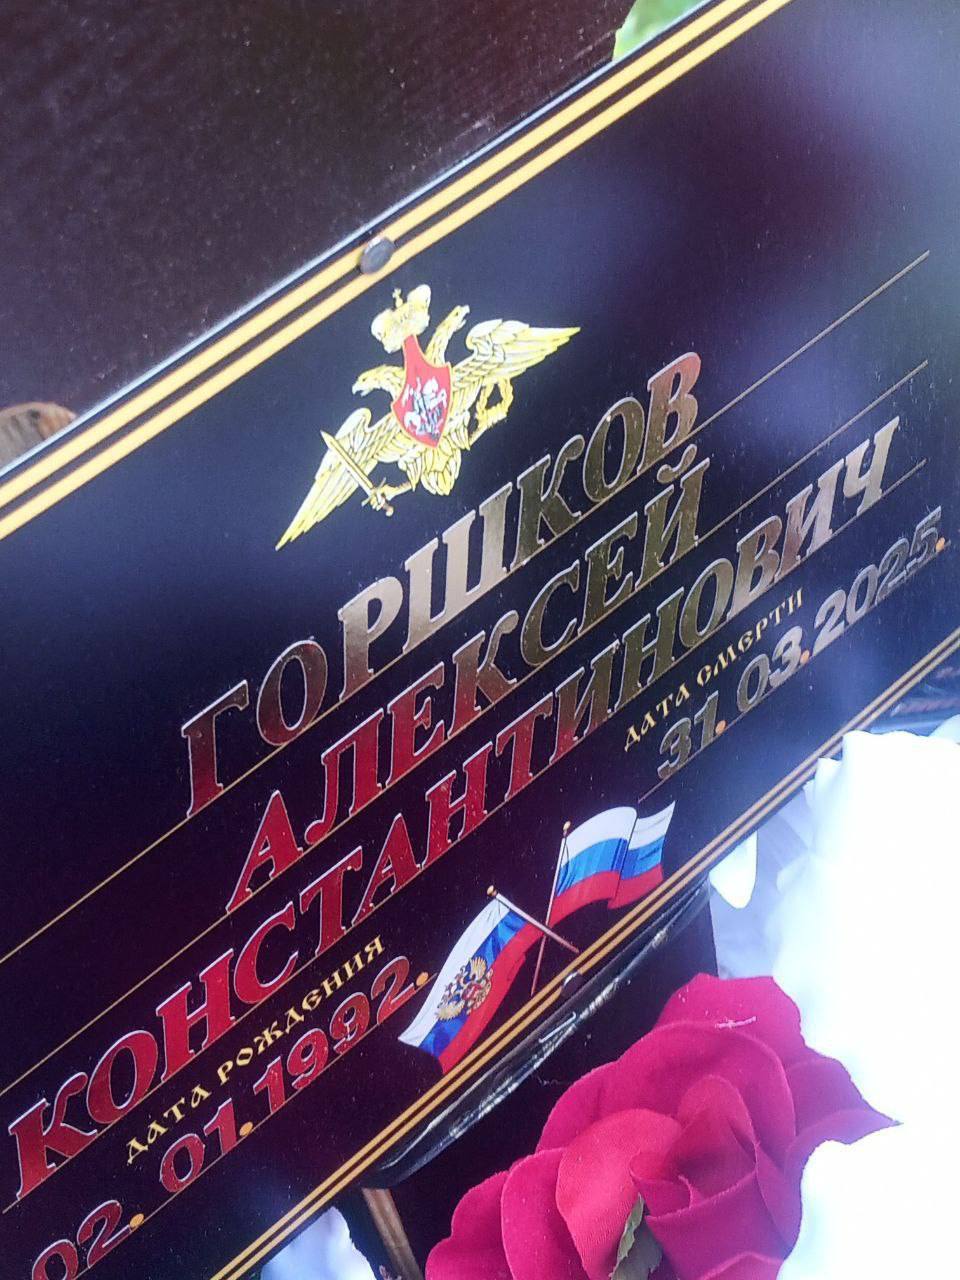 ГОРШКОВ
АЛЕКСЕЙ
КОНСТАНТИНОВИЧ
ДАТА РОЖДЕНИЯ
02. 01.1992.
ДАТА СМЕРТИ
31. 03.2025.